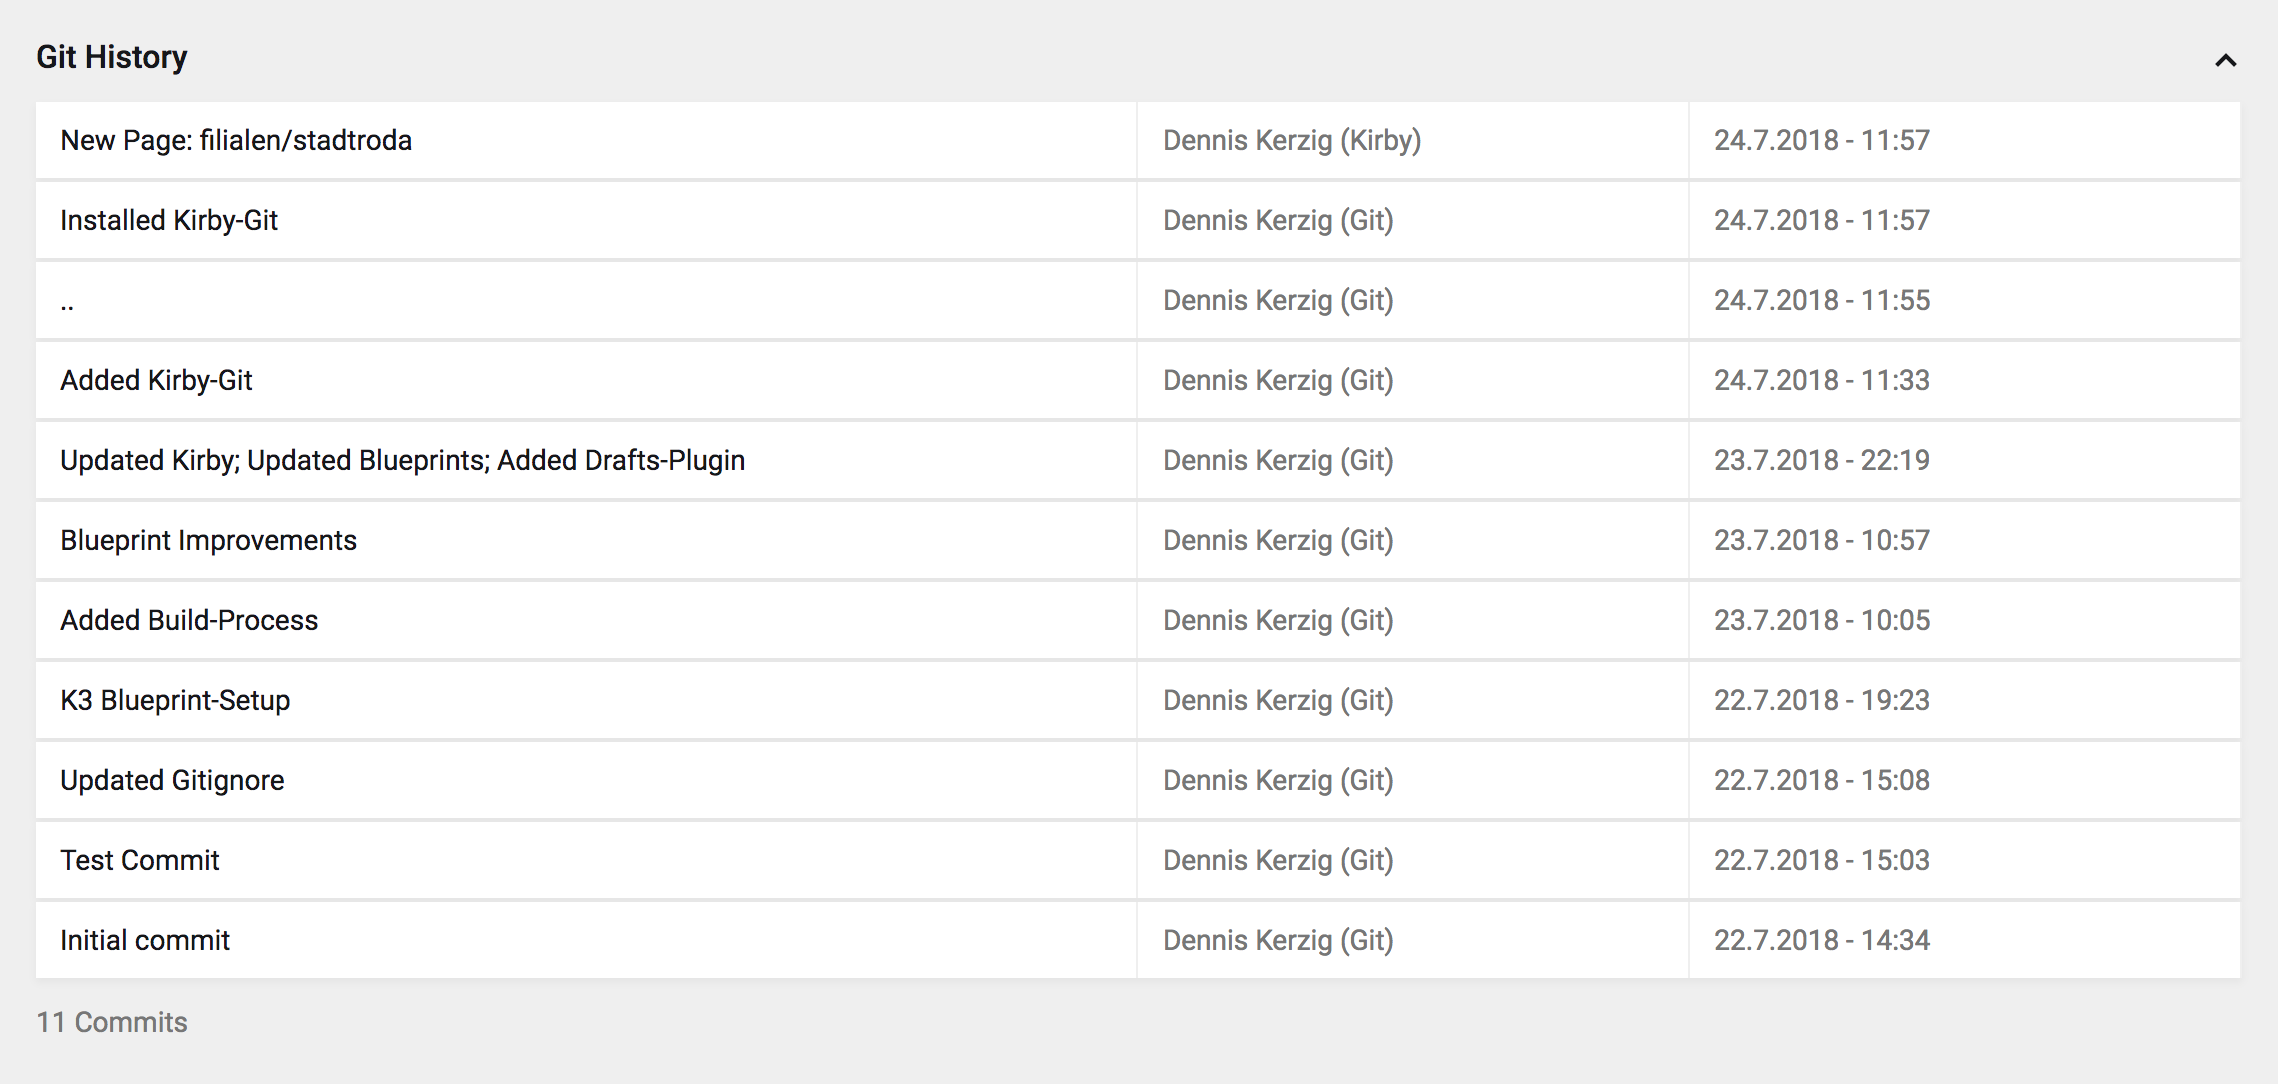 Git History
New Page: filialen/stadtroda Dennis Kerzig (Kirby) 24.7.2018 - 11:57
Installed Kirby-Git Dennis Kerzig (Git) 24.7.2018 - 11:57
.. Dennis Kerzig (Git) 24.7.2018 - 11:55
Added Kirby-Git Dennis Kerzig (Git) 24.7.2018 - 11:33
Updated Kirby; Updated Blueprints; Added Drafts-Plugin Dennis Kerzig (Git) 23.7.2018 - 22:19
Blueprint Improvements Dennis Kerzig (Git) 23.7.2018 - 10:57
Added Build-Process Dennis Kerzig (Git) 23.7.2018 - 10:05
K3 Blueprint-Setup Dennis Kerzig (Git) 22.7.2018 - 19:23
Updated Gitignore Dennis Kerzig (Git) 22.7.2018 - 15:08
Test Commit Dennis Kerzig (Git) 22.7.2018 - 15:03
Initial commit Dennis Kerzig (Git) 22.7.2018 - 14:34
11 Commits